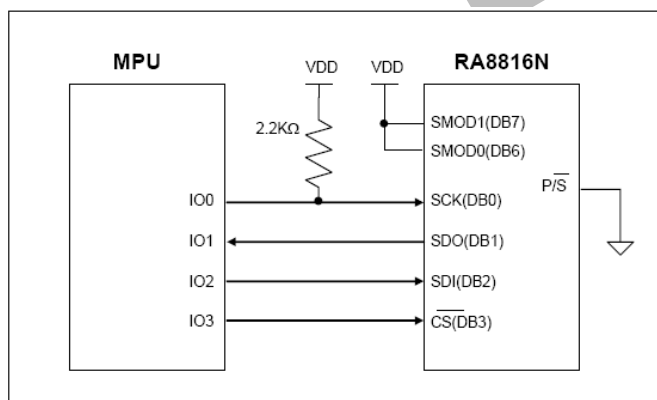 MPU
VDD
VDD
RA8816N
2.2KΩ
SMOD1(DB7)
SMOD0(DB6)
P/S̅
IO0
SCK(DB0)
IO1
SDO(DB1)
IO2
SDI(DB2)
IO3
C̅S̅(DB3)